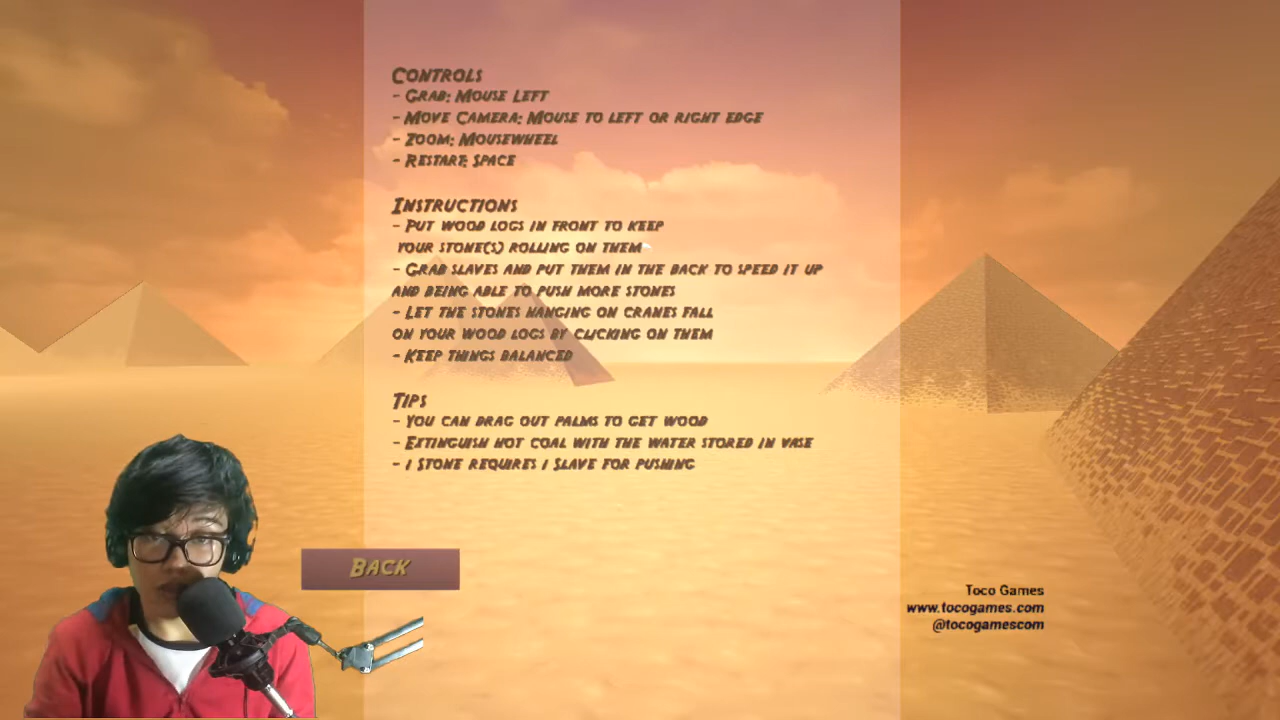 Controls
- Grab: Mouse Left
- Move Camera: Mouse to left or right edge
- Zoom: Mousewheel
- Restart: Space
Instructions
- Put wood logs in front to keep
your stone(s) rolling on them
- Grab slaves and put them in the back to speed it up
and being able to push more stones
- Let the stones hanging on cranes fall
on your wood logs by clicking on them
- Keep things balanced
Tips
- You can drag out palms to get wood
- Extinguish hot coal with the water stored in vase
- 1 Stone requires 1 Slave for pushing
Back
Toco Games
www.tocogames.com
@tocogamescom